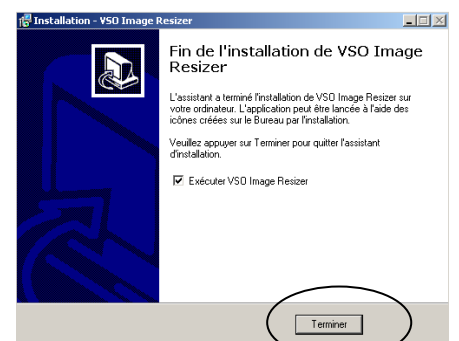 Installation - VSO Image Resizer
Fin de l'installation de VSO Image
Resizer
L'assistant a terminé l'installation de VSO Image Resizer sur
votre ordinateur. L'application peut être lancée à l'aide des
icônes créées sur le Bureau par l'installation.
Veuillez appuyer sur Terminer pour quitter l'assistant
d'installation.
Exécuter VSO Image Resizer
Terminer